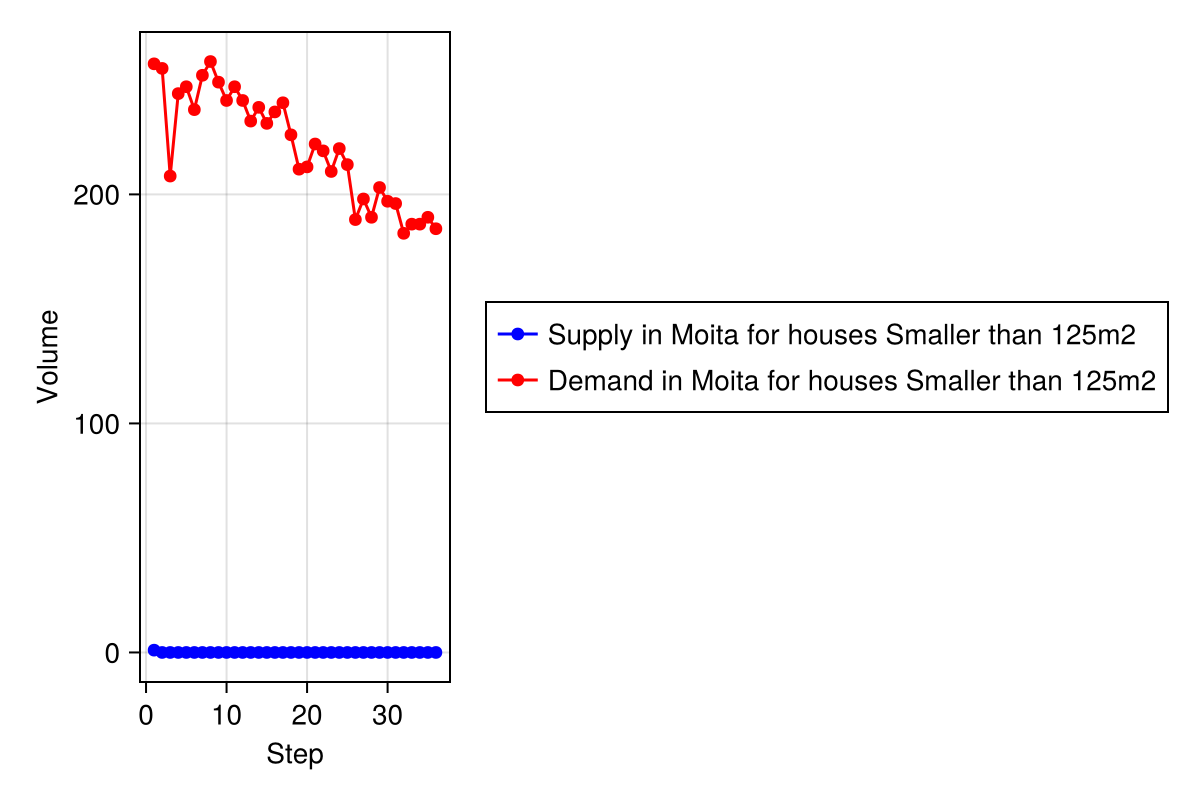 Volume
200
100
0
0 10 20 30
Step
Supply in Moita for houses Smaller than 125m2
Demand in Moita for houses Smaller than 125m2